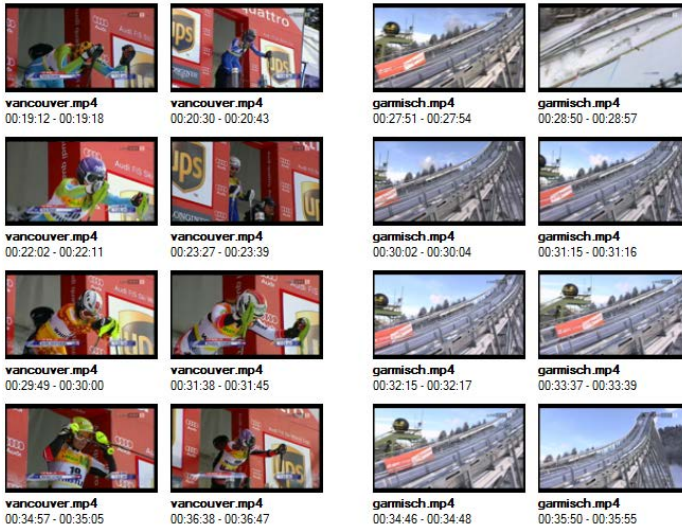 vancouver.mp4
00:19:12 - 00:19:18
vancouver.mp4
00:20:30 - 00:20:43
garmisch.mp4
00:27:51 - 00:27:54
garmisch.mp4
00:28:50 - 00:28:57
vancouver.mp4
00:22:02 - 00:22:11
vancouver.mp4
00:23:27 - 00:23:39
garmisch.mp4
00:30:02 - 00:30:04
garmisch.mp4
00:31:15 - 00:31:16
vancouver.mp4
00:29:49 - 00:30:00
vancouver.mp4
00:31:38 - 00:31:45
garmisch.mp4
00:32:15 - 00:32:17
garmisch.mp4
00:33:37 - 00:33:39
vancouver.mp4
00:34:57 - 00:35:05
vancouver.mp4
00:36:38 - 00:36:47
garmisch.mp4
00:34:46 - 00:34:48
garmisch.mp4
00:35:50 - 00:35:55